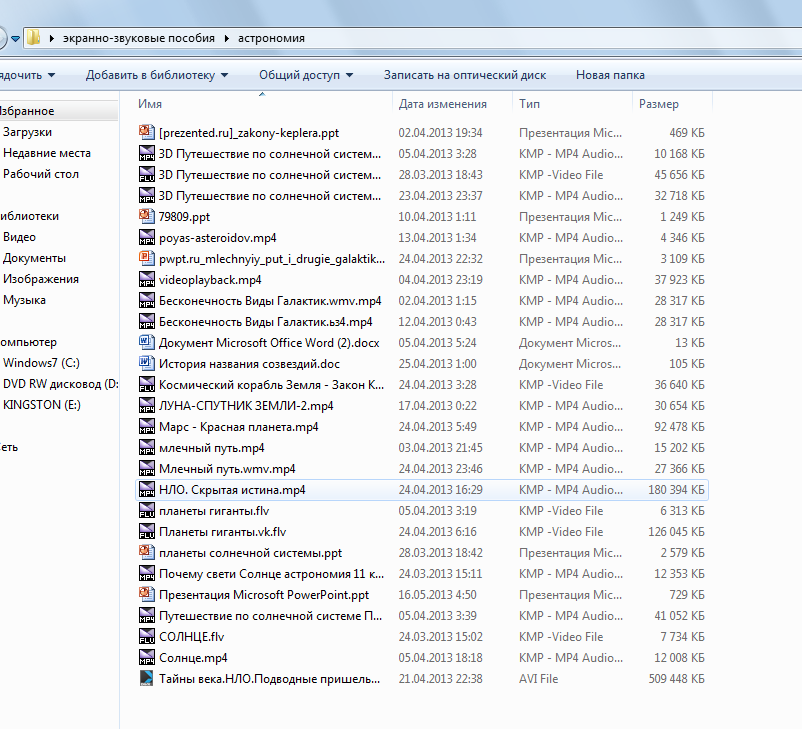 экранно-звуковые пособия ▸ астрономия
ядочить Добавить в библиотеку Общий доступ Записать на оптический диск Новая папка
Избранное
Загрузки
Недавние места
Рабочий стол
иблиотеки
Видео
Документы
Изображения
Музыка
омпьютер
Windows7 (C:)
DVD RW дисковод (D:
KINGSTON (E:)
еть
Имя Дата изменения Тип Размер
[prezented.ru]_zakony-keplera.ppt 02.04.2013 19:34 Презентация Mic... 469 КБ
3D Путешествие по солнечной систем... 05.04.2013 3:28 KMP - MP4 Audio... 10 168 КБ
3D Путешествие по солнечной систем... 28.03.2013 18:43 KMP -Video File 45 656 КБ
3D Путешествие по солнечной систем... 23.04.2013 23:37 KMP - MP4 Audio... 32 718 КБ
79809.ppt 10.04.2013 1:11 Презентация Mic... 1 249 КБ
poyas-asteroidov.mp4 13.04.2013 1:34 KMP - MP4 Audio... 4 346 КБ
pwpt.ru_mlechnyiy_put_i_drugie_galaktik... 24.04.2013 22:32 Презентация Mic... 3 109 КБ
videoplayback.mp4 04.04.2013 23:19 KMP - MP4 Audio... 37 923 КБ
Бесконечность Виды Галактик.wmv.mp4 02.04.2013 1:15 KMP - MP4 Audio... 28 317 КБ
Бесконечность Виды Галактик.ьз4.mp4 12.04.2013 0:43 KMP - MP4 Audio... 28 317 КБ
Документ Microsoft Office Word (2).docx 05.04.2013 5:24 Документ Micros... 13 КБ
История названия созвездий.doc 25.04.2013 1:00 Документ Micros... 105 КБ
Космический корабль Земля - Закон К... 24.04.2013 3:28 KMP -Video File 36 640 КБ
ЛУНА-СПУТНИК ЗЕМЛИ-2.mp4 17.04.2013 0:22 KMP - MP4 Audio... 30 654 КБ
Марс - Красная планета.mp4 24.04.2013 5:49 KMP - MP4 Audio... 92 478 КБ
млечный путь.mp4 03.04.2013 21:45 KMP - MP4 Audio... 15 202 КБ
Млечный путь.wmv.mp4 24.04.2013 23:46 KMP - MP4 Audio... 27 366 КБ
НЛО. Скрытая истина.mp4 24.04.2013 16:29 KMP - MP4 Audio... 180 394 КБ
планеты гиганты.flv 05.04.2013 3:19 KMP -Video File 6 313 КБ
Планеты гиганты.vk.flv 24.04.2013 6:16 KMP -Video File 126 045 КБ
планеты солнечной системы.ppt 28.03.2013 18:42 Презентация Mic... 2 579 КБ
Почему свети Солнце астрономия 11 к... 24.03.2013 15:11 KMP - MP4 Audio... 12 353 КБ
Презентация Microsoft PowerPoint.ppt 16.05.2013 4:50 Презентация Mic... 729 КБ
Путешествие по солнечной системе П... 05.04.2013 3:39 KMP - MP4 Audio... 41 052 КБ
СОЛНЦЕ.flv 24.03.2013 15:02 KMP -Video File 7 734 КБ
Солнце.mp4 05.04.2013 18:18 KMP - MP4 Audio... 12 008 КБ
Тайны века.НЛО.Подводные пришель... 21.04.2013 22:38 AVI File 509 448 КБ